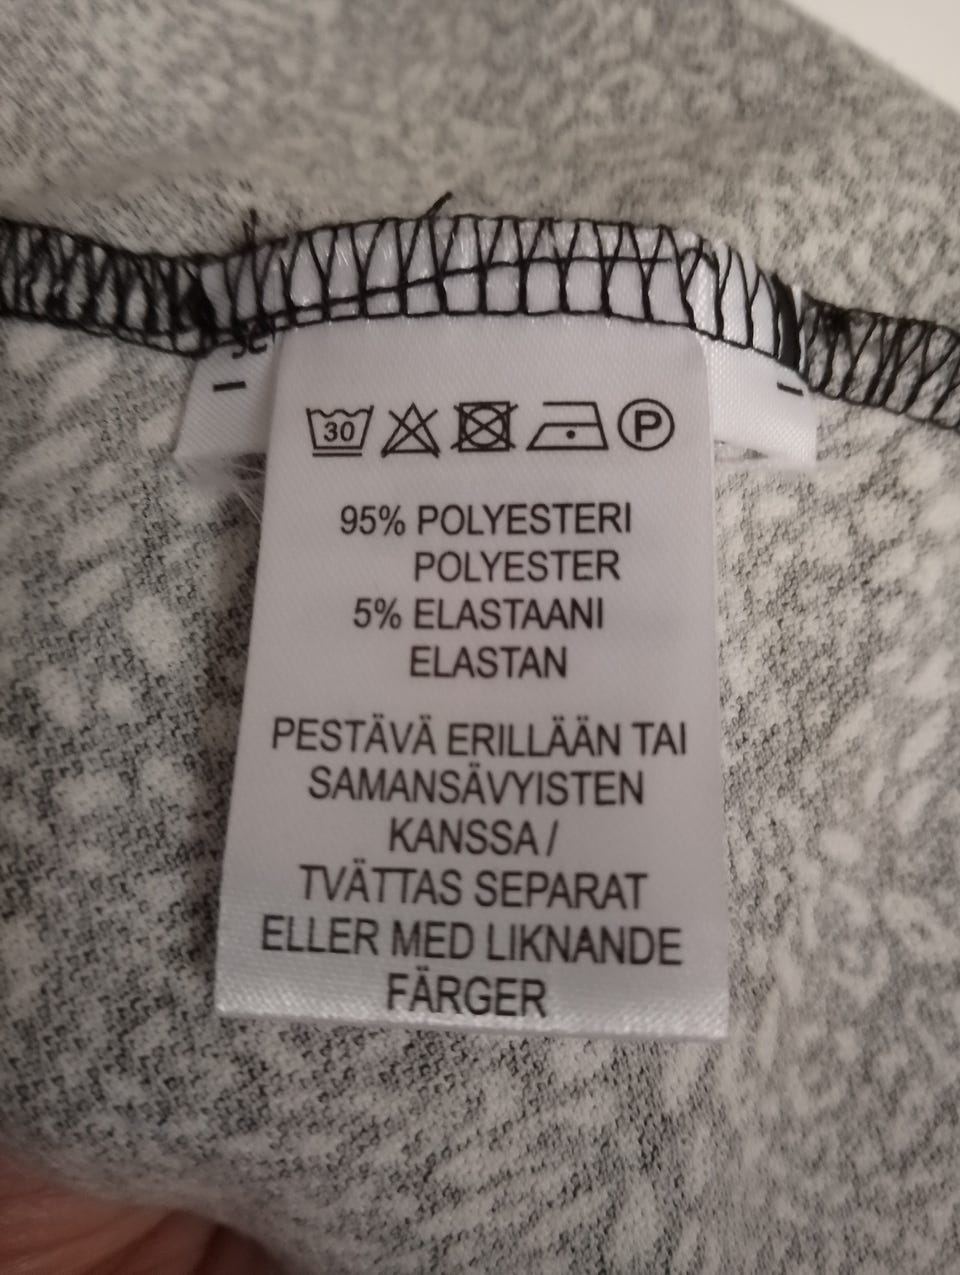 30 P
95% POLYESTERI
POLYESTER
5% ELASTAANI
ELASTAN
PESTÄVÄ ERILLÄÄN TAI
SAMANSÄVYISTEN
KANSSA /
TVÄTTAS SEPARAT
ELLER MED LIKNANDE
FÄRGER